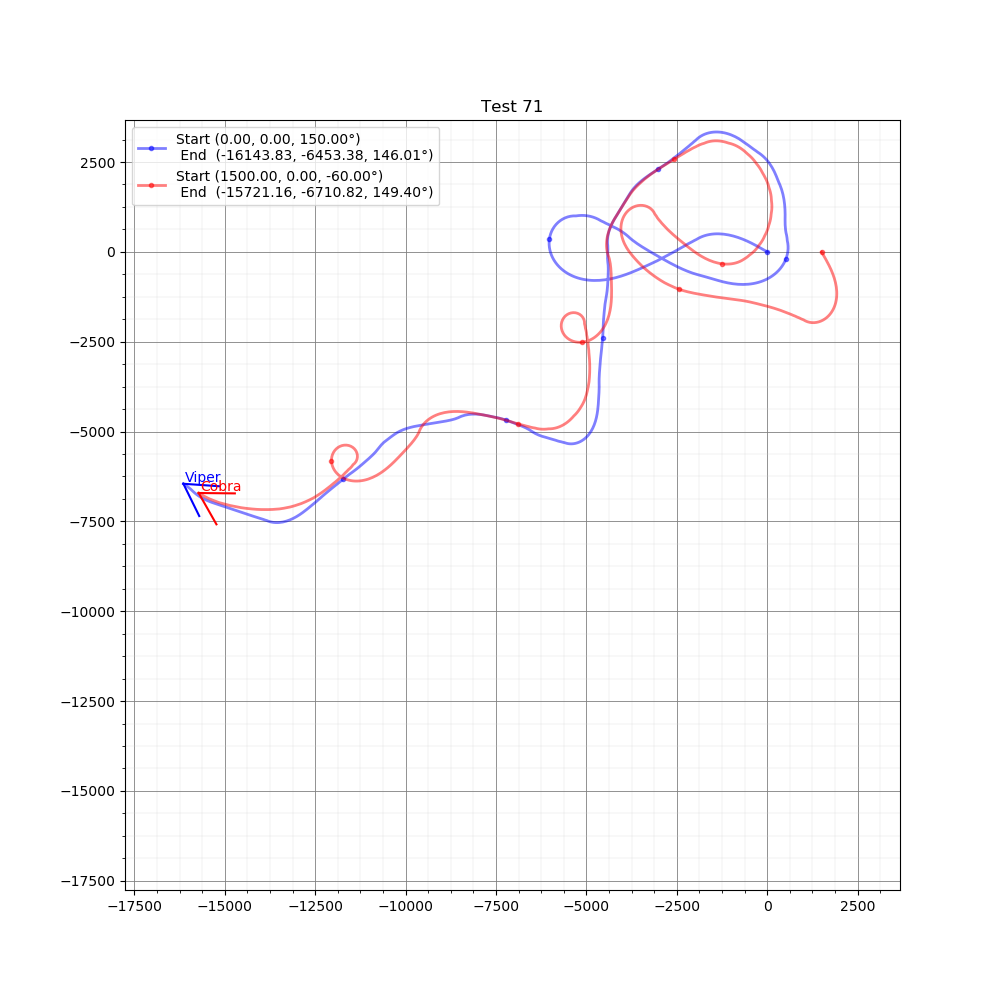 Test 71
Start (0.00, 0.00, 150.00°)
End  (-16143.83, -6453.38, 146.01°)
Start (1500.00, 0.00, -60.00°)
End  (-15721.16, -6710.82, 149.40°)
2500
0
−2500
−5000
−7500
−10000
−12500
−15000
−17500
Viper
Cobra
−17500 −15000 −12500 −10000 −7500 −5000 −2500 0 2500